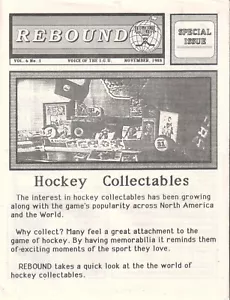 REBOUND
SPECIAL
ISSUE
VOL. 6 No. 1 VOICE OF THE S.G.U. NOVEMBER, 1988
Hockey Collectables
The interest in hockey collectables has been growing
along with the game's popularity across North America
and the World.
Why collect? Many feel a great attachment to the
game of hockey. By having memorabilia it reminds them
of exciting moments of the sport they love.
REBOUND takes a quick look at the the world of
hockey collectables.